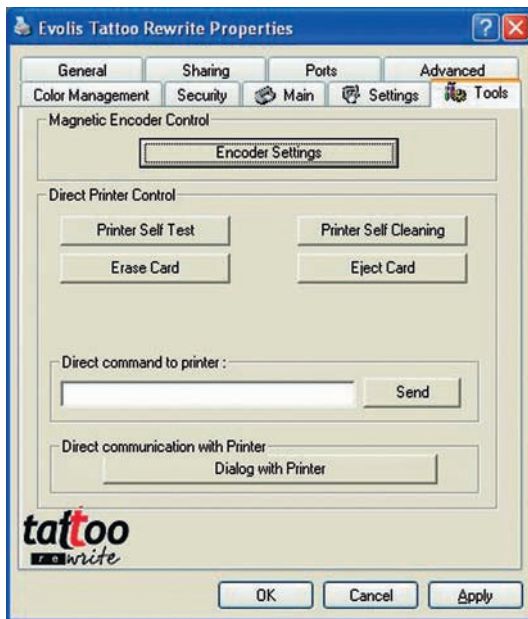 Evolis Tattoo Rewrite Properties
General Sharing Ports Advanced
Color Management Security Main Settings Tools
Magnetic Encoder Control
Encoder Settings
Direct Printer Control
Printer Self Test Printer Self Cleaning
Erase Card Eject Card
Direct command to printer :
Send
Direct communication with Printer
Dialog with Printer
tattoo
rewrite
OK Cancel Apply